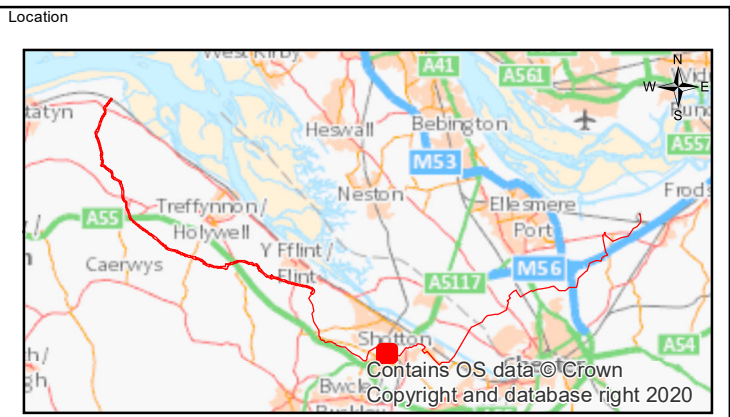 Location
West Kirby
A41
A561
N
W
E
S
tatyn
Heswall
Bebington
A557
M53
Neston
Ellesmere
Port
Frods
Treffynnon /
Holywell
A55
Y Fflint /
Flint
Caerwys
M56
A5117
Shotton
A54
Contains OS data © Crown
Copyright and database right 2020